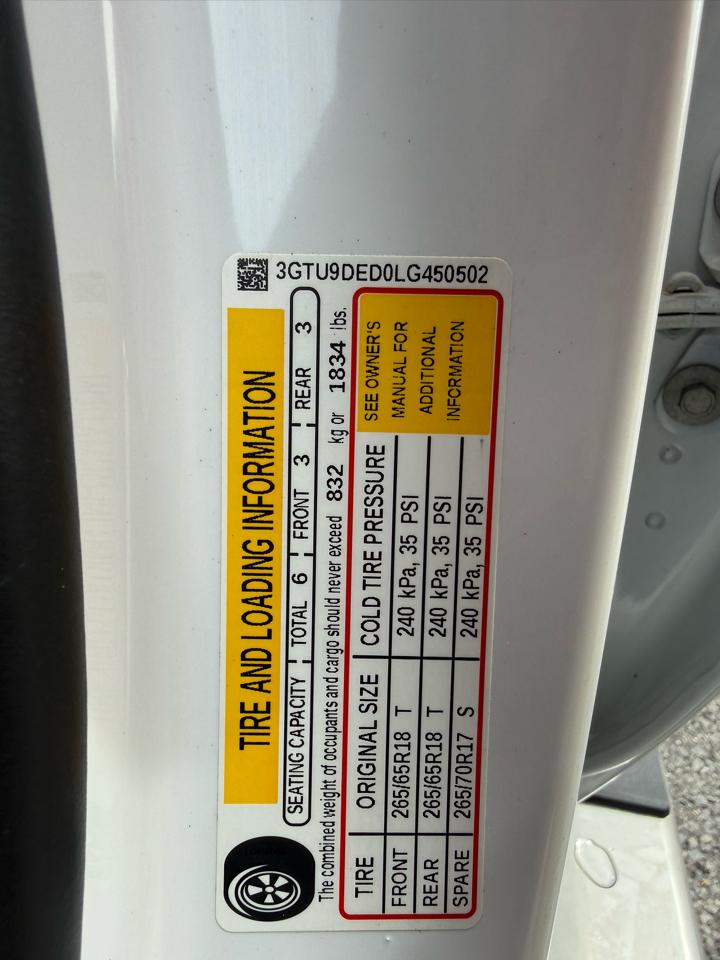 3GTU9DED0LG450502
TIRE AND LOADING INFORMATION
SEATING CAPACITY TOTAL 6 FRONT 3 REAR 3
The combined weight of occupants and cargo should never exceed 832 kg or 1834 lbs.
TIRE ORIGINAL SIZE COLD TIRE PRESSURE
FRONT 265/65R18 T 240 kPa, 35 PSI
REAR 265/65R18 T 240 kPa, 35 PSI
SPARE 265/70R17 S 240 kPa, 35 PSI
SEE OWNER'S
MANUAL FOR
ADDITIONAL
INFORMATION